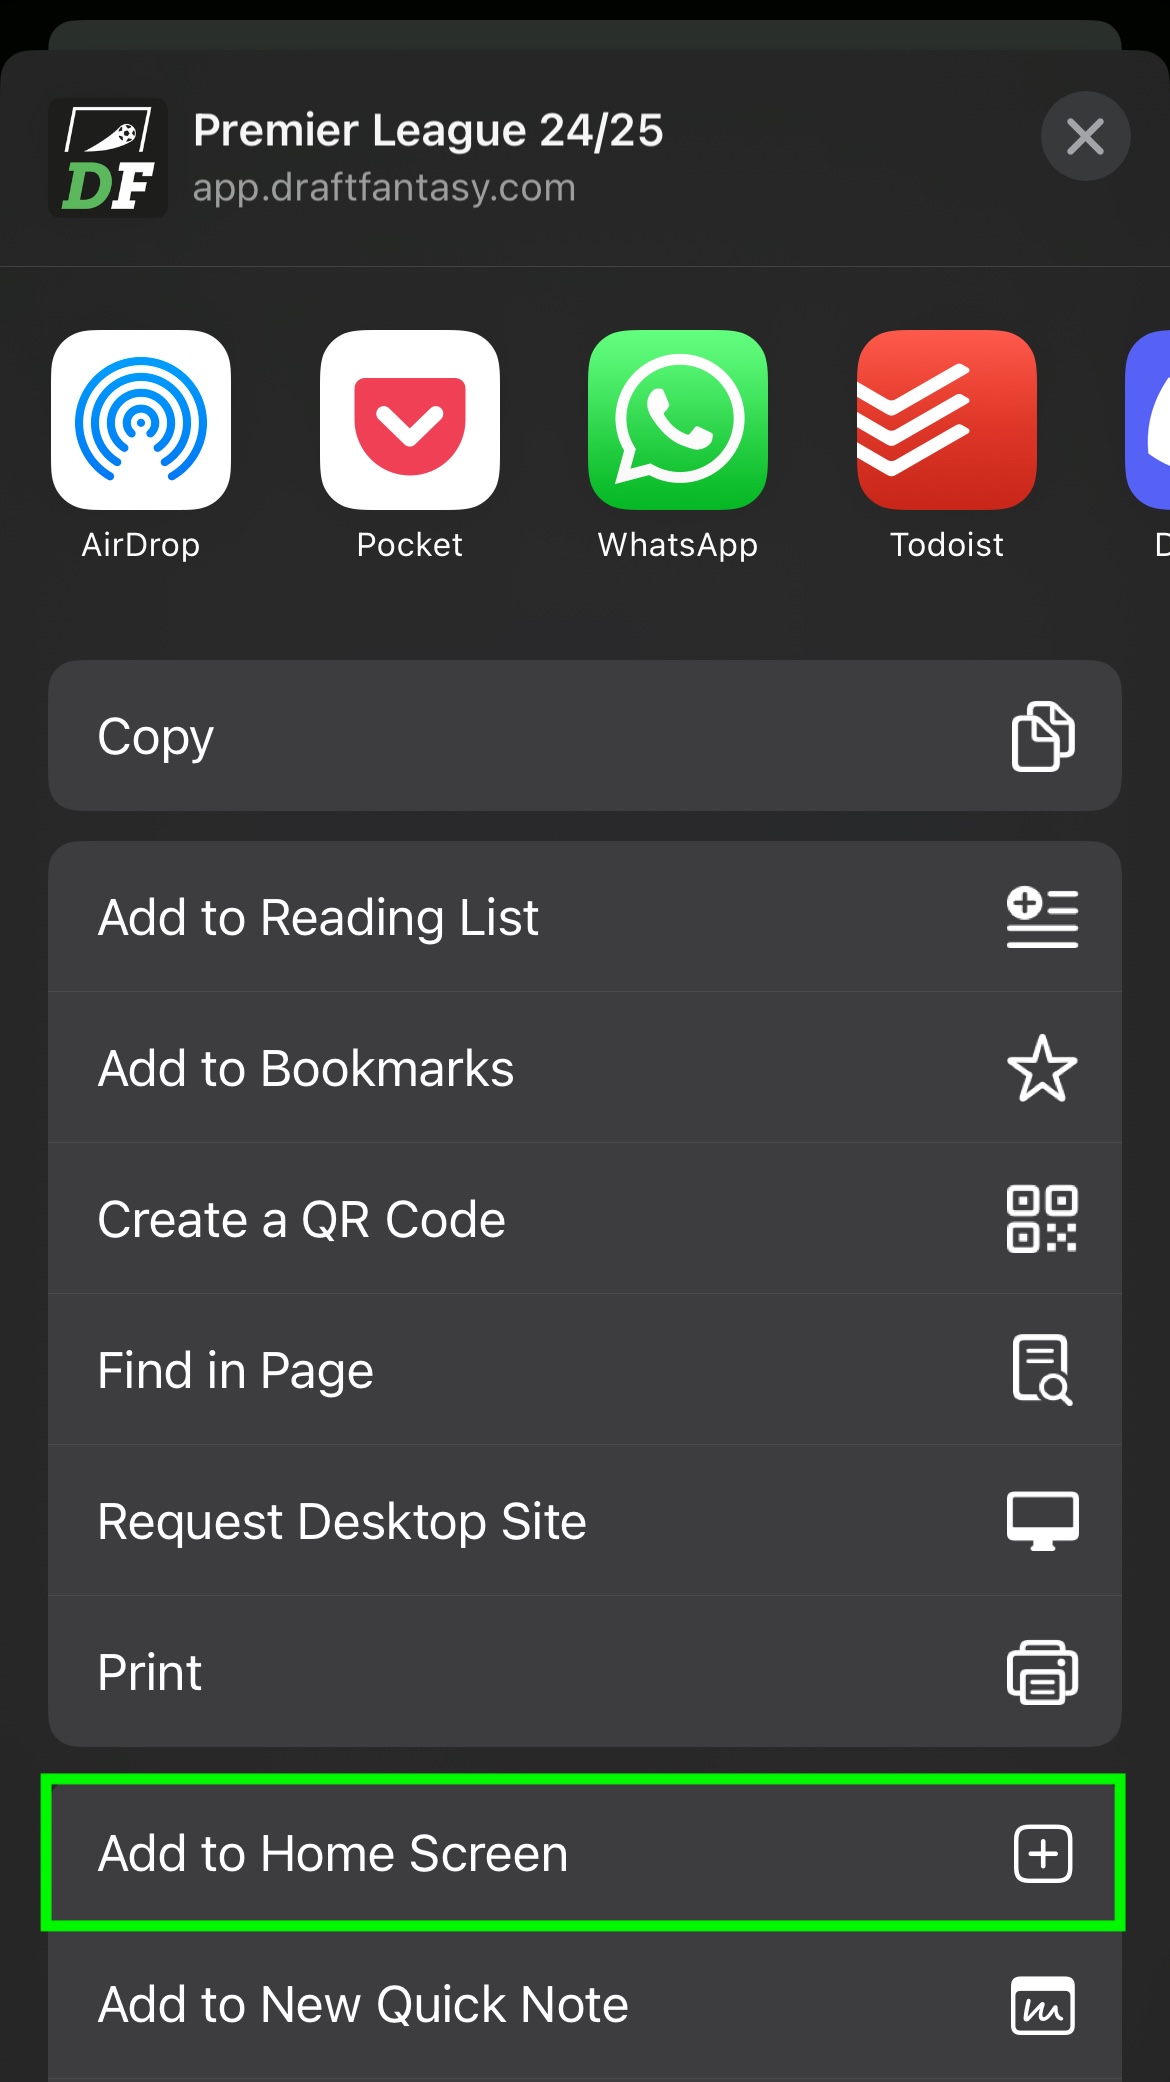 DF
Premier League 24/25
app.draftfantasy.com
AirDrop
Pocket
WhatsApp
Todoist
D
Copy
Add to Reading List
Add to Bookmarks
Create a QR Code
Find in Page
Request Desktop Site
Print
Add to Home Screen
Add to New Quick Note